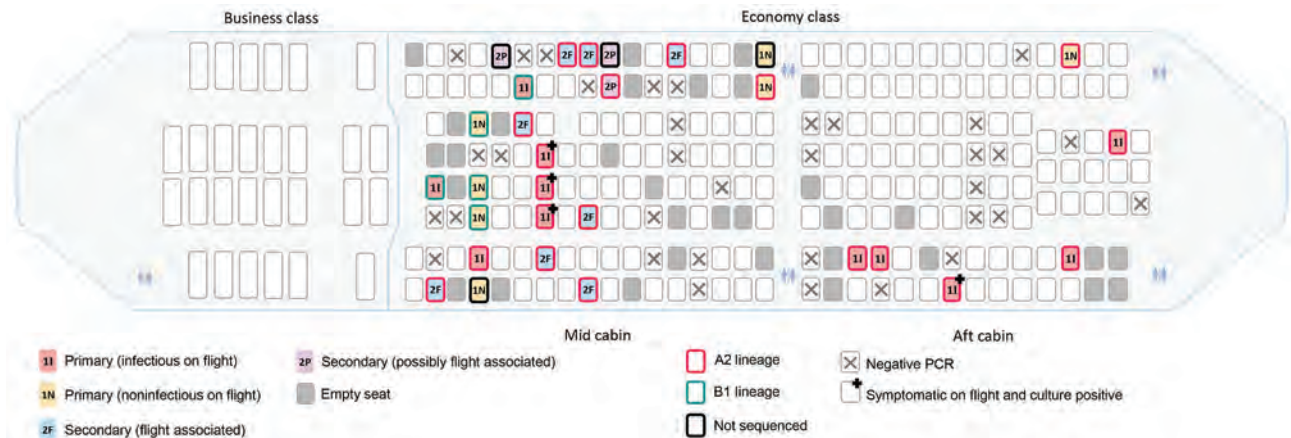 Business class
Economy class
2P 2F 2F 2P 2F 1N 1N
1I 2P 1N
1N 2F
1I
1I
1I 1N 1I
1N 1I 2F
1I 2F 1I 1I 1I
2F 1N 2F 1I
Mid cabin
Aft cabin
1I Primary (infectious on flight)
1N Primary (noninfectious on flight)
2F Secondary (flight associated)
2P Secondary (possibly flight associated)
Empty seat
A2 lineage
B1 lineage
Not sequenced
Negative PCR
Symptomatic on flight and culture positive